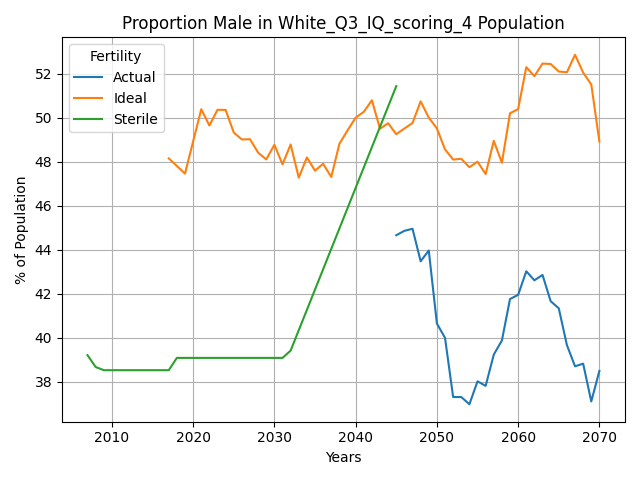 Proportion Male in White_Q3_IQ_scoring_4 Population
Fertility
Actual
Ideal
Sterile
% of Population
52
50
48
46
44
42
40
38
2010 2020 2030 2040 2050 2060 2070
Years